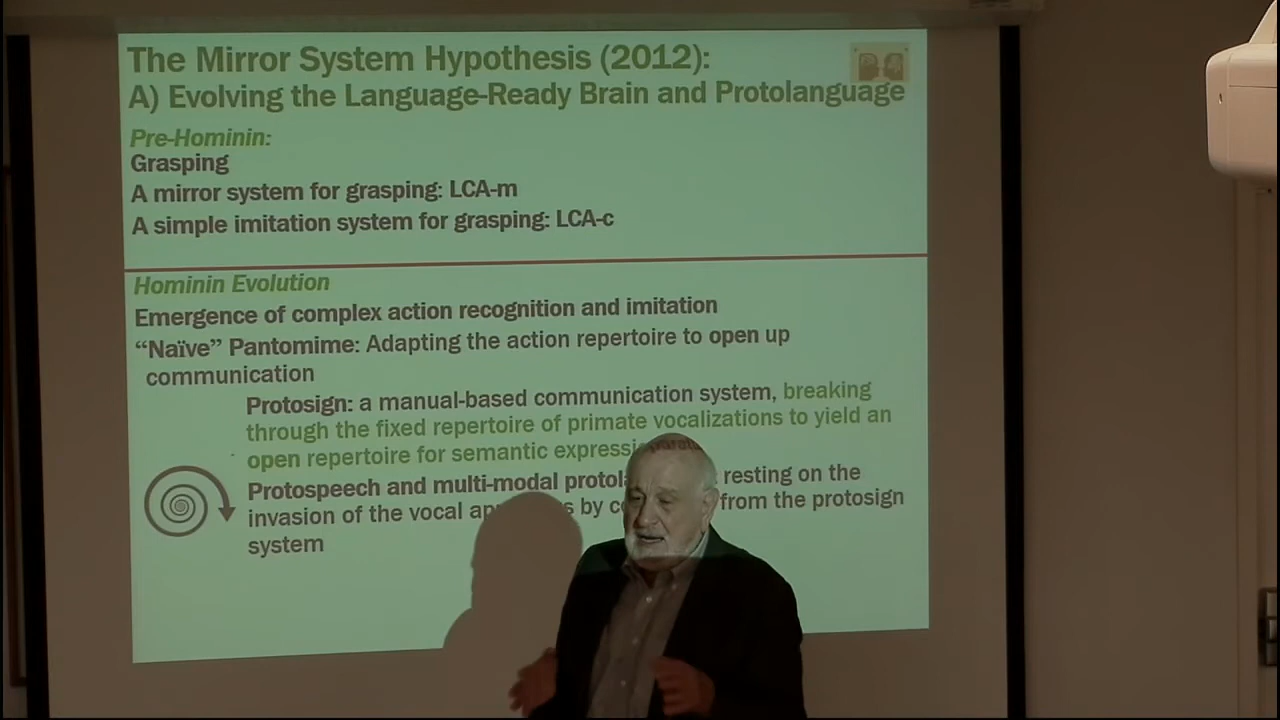 The Mirror System Hypothesis (2012):
A) Evolving the Language-Ready Brain and Protolanguage
Pre-Hominin:
Grasping
A mirror system for grasping: LCA-m
A simple imitation system for grasping: LCA-c
Hominin Evolution
Emergence of complex action recognition and imitation
“Naïve” Pantomime: Adapting the action repertoire to open up
communication
Protosign: a manual-based communication system, breaking
through the fixed repertoire of primate vocalizations to yield an
open repertoire for semantic
Protospeech and multi-modal resting on the
invasion of the vocal by from the protosign
system